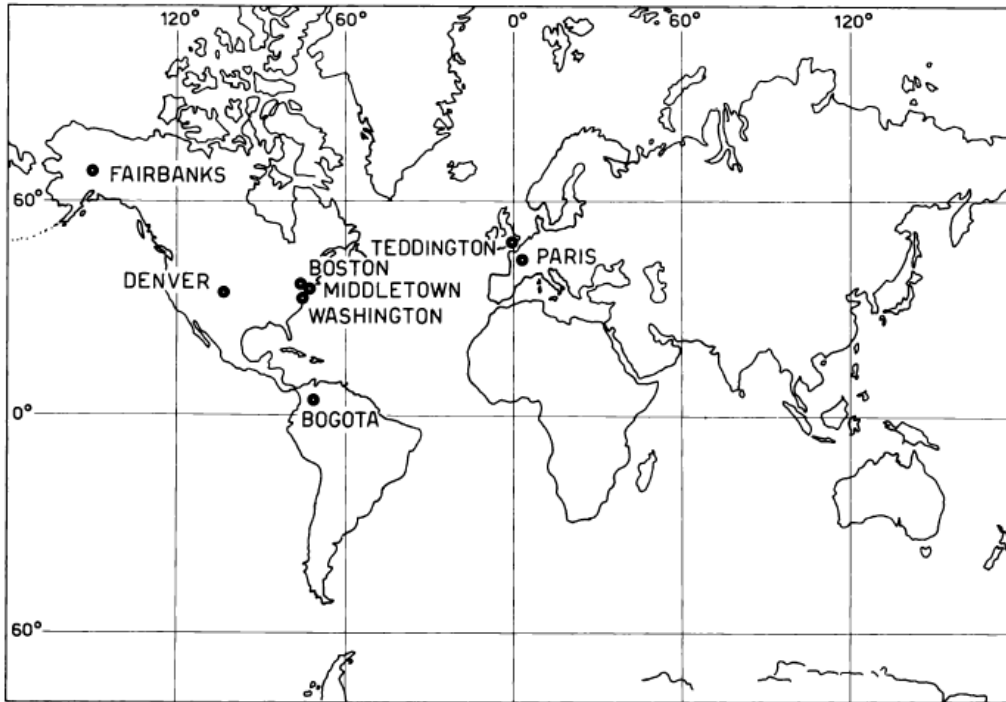 120° 60° 0° 60° 120°
FAIRBANKS
60°
TEDDINGTON PARIS
BOSTON
DENVER MIDDLETOWN
WASHINGTON
0°
BOGOTA
60°